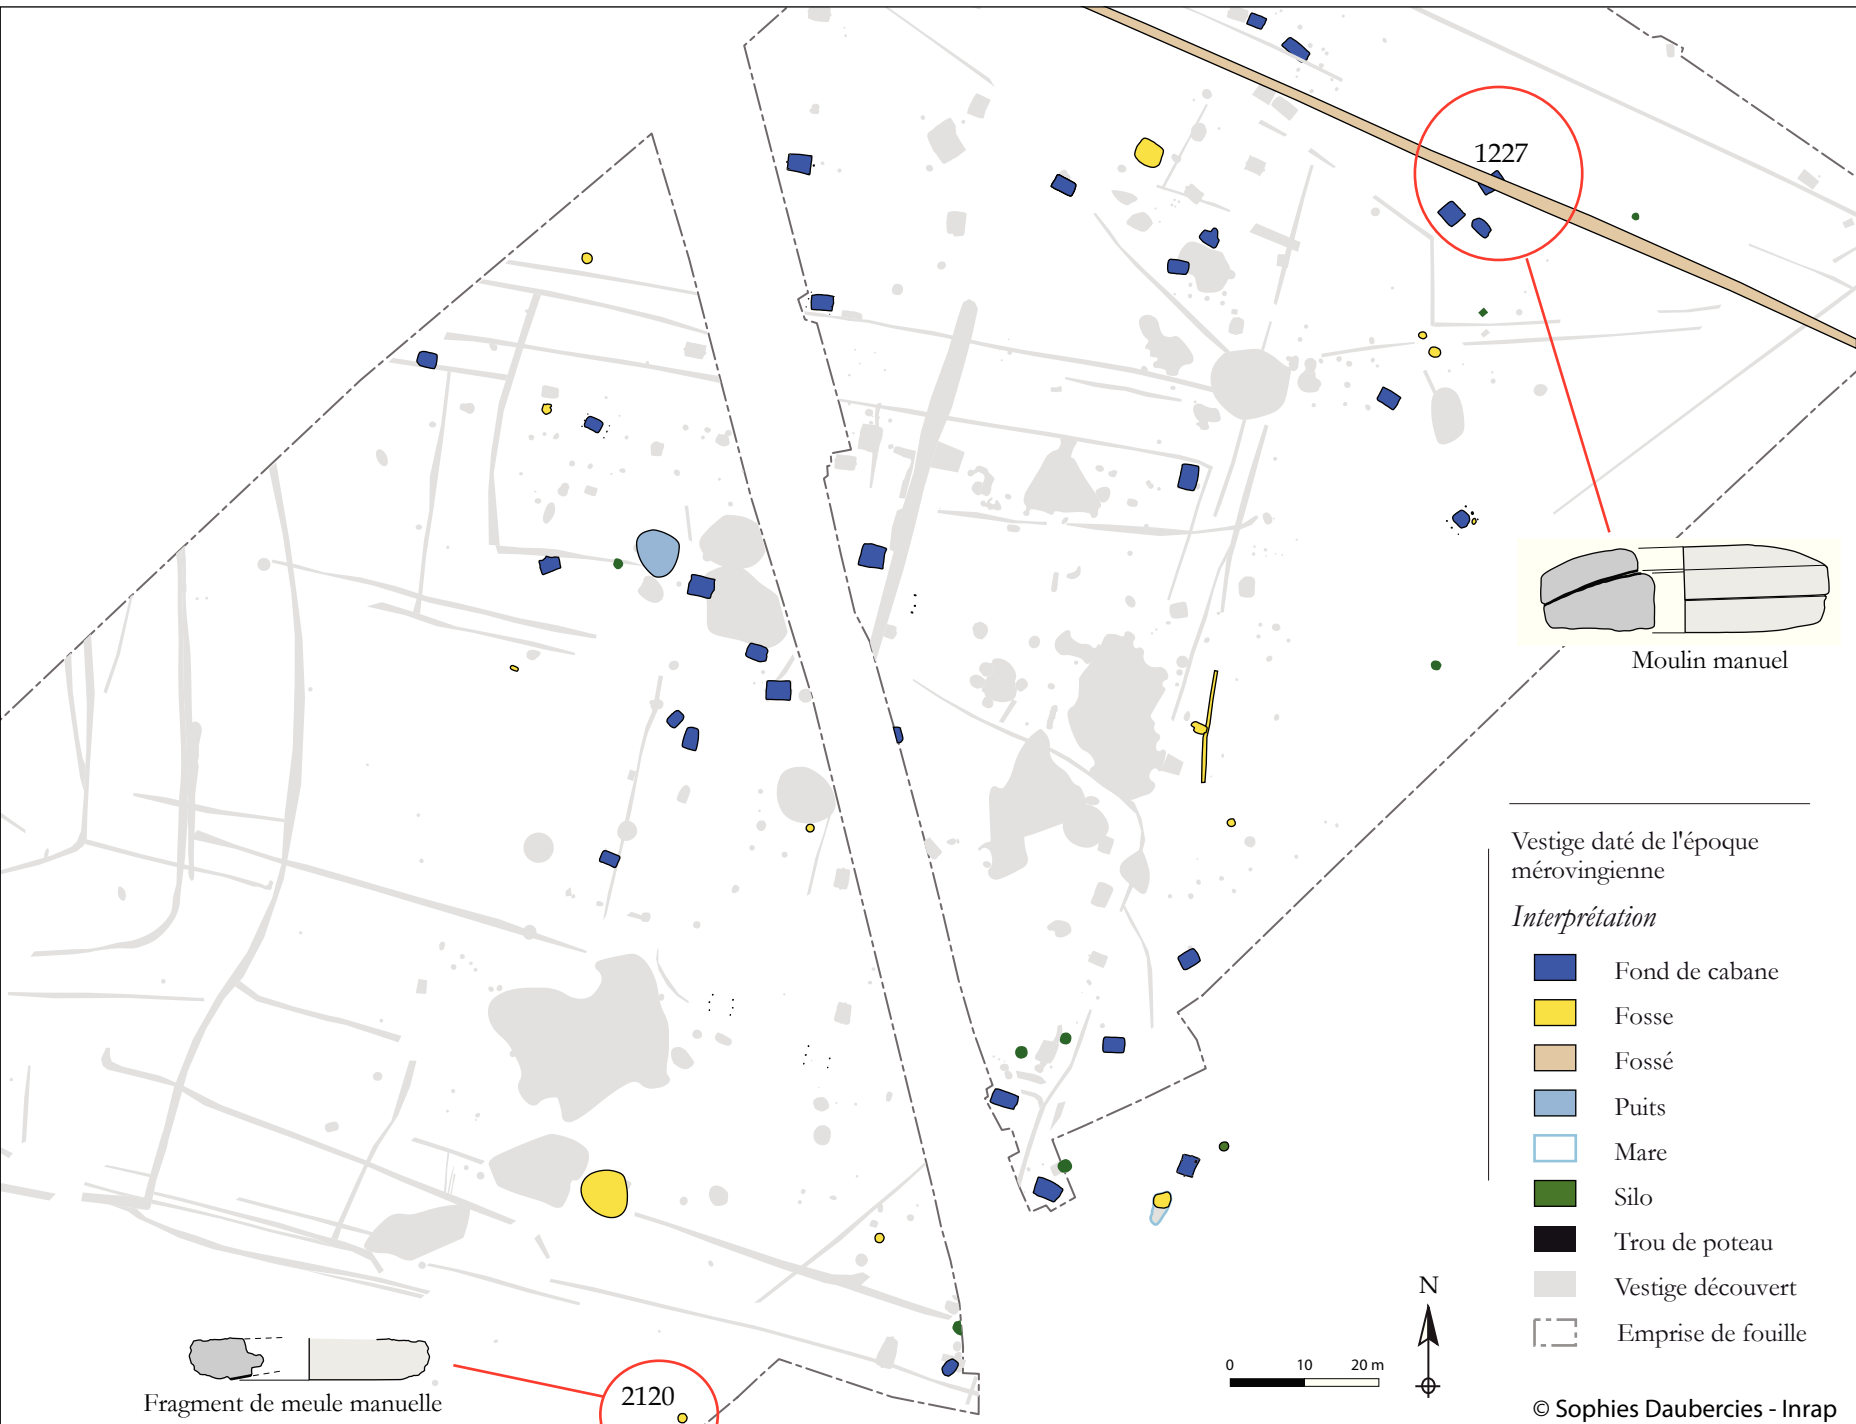 1227
Moulin manuel
Vestige daté de l'époque
mérovingienne
Interprétation
Fond de cabane
Fosse
Fossé
Puits
Mare
Silo
Trou de poteau
Vestige découvert
Emprise de fouille
N
0 10 20 m
Fragment de meule manuelle
2120
© Sophies Daubercies - Inrap